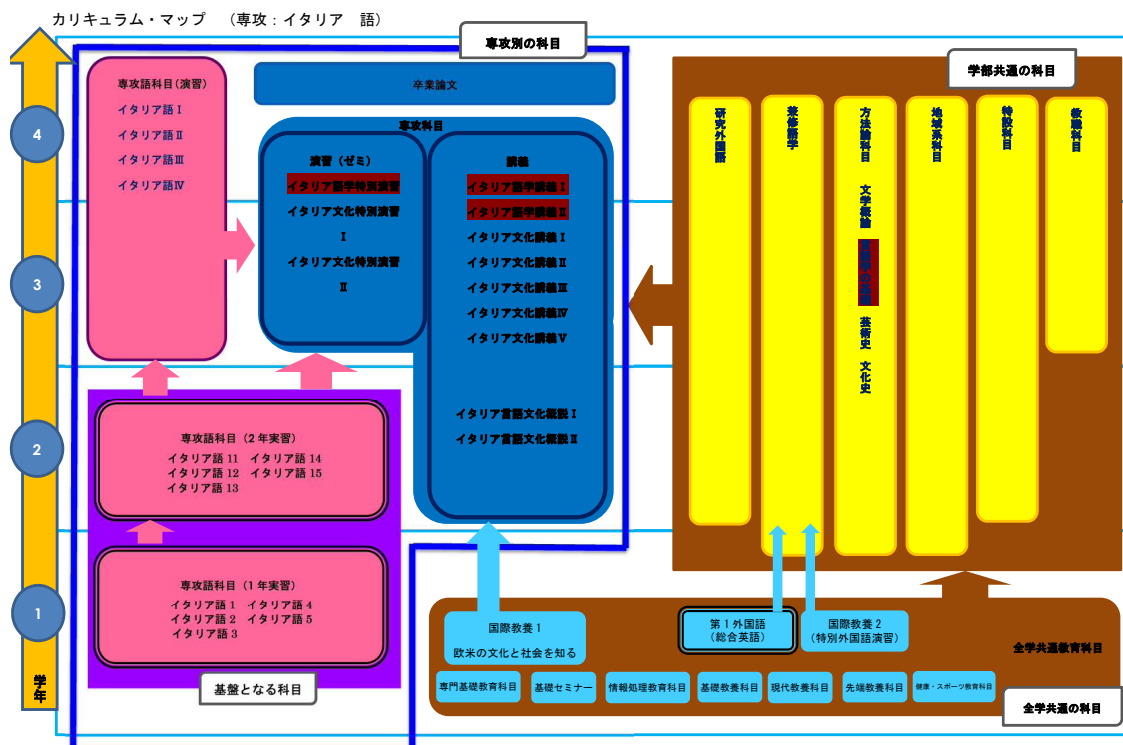 カリキュラム・マップ （専攻：イタリア 語）
専攻別の科目
学部共通の科目
4
3
2
1
学年
専攻語科目(演習)
イタリア語Ⅰ
イタリア語Ⅱ
イタリア語Ⅲ
イタリア語Ⅳ
卒業論文
専攻科目
演習（ゼミ）
イタリア語学特別演習
イタリア文化特別演習
Ⅰ
イタリア文化特別演習
Ⅱ
講義
イタリア語学講義Ⅰ
イタリア語学講義Ⅱ
イタリア文化講義Ⅰ
イタリア文化講義Ⅱ
イタリア文化講義Ⅲ
イタリア文化講義Ⅳ
イタリア文化講義Ⅴ
イタリア言語文化概説Ⅰ
イタリア言語文化概説Ⅱ
研究外国語
兼修語学
方法論科目 文学概論 言語学の基礎 芸術史 文化史
地域系科目
特設科目
教職科目
専攻語科目（2年実習）
イタリア語 11 イタリア語 14
イタリア語 12 イタリア語 15
イタリア語 13
専攻語科目（1年実習）
イタリア語 1 イタリア語 4
イタリア語 2 イタリア語 5
イタリア語 3
基盤となる科目
国際教養1
欧米の文化と社会を知る
第1外国語
（総合英語）
国際教養2
（特別外国語演習）
全学共通教育科目
専門基礎教育科目
基礎セミナー
情報処理教育科目
基礎教養科目
現代教養科目
先端教養科目
健康・スポーツ教育科目
全学共通の科目